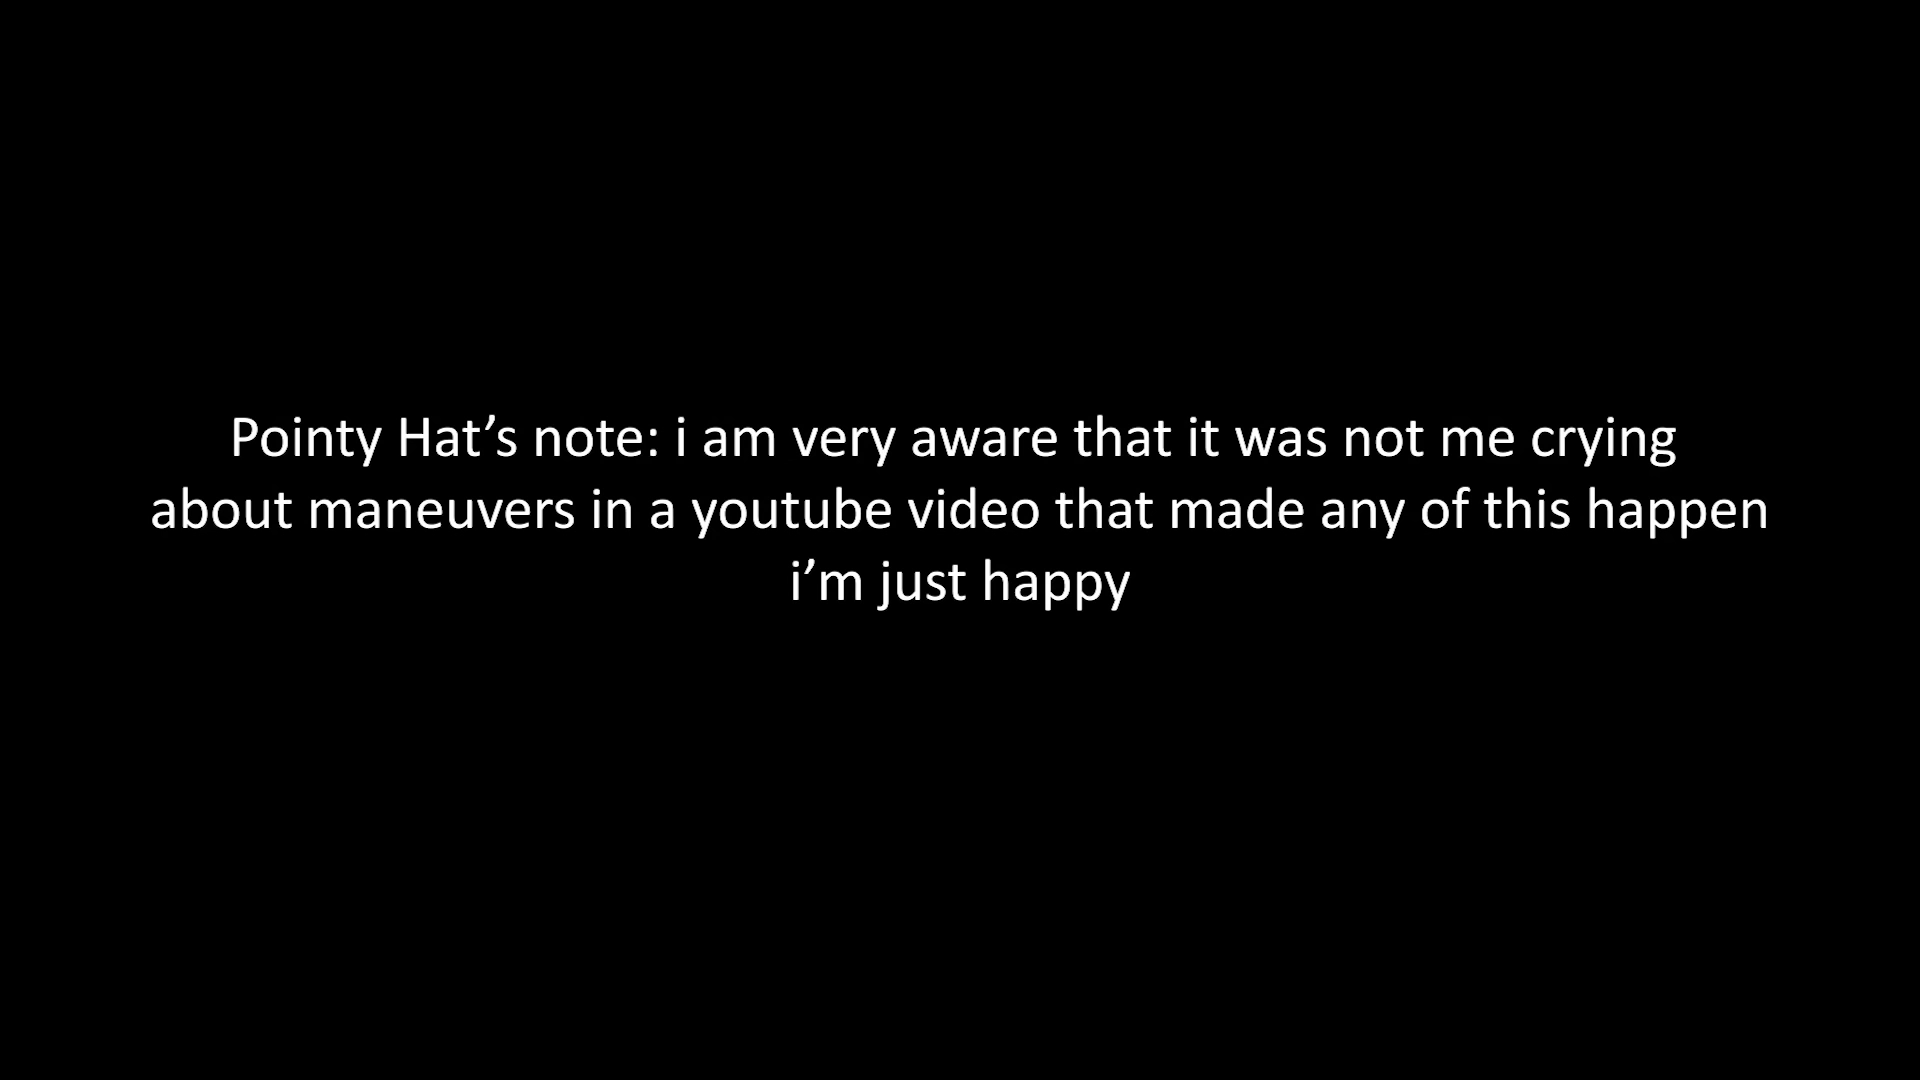 Pointy Hat’s note: i am very aware that it was not me crying
about maneuvers in a youtube video that made any of this happen
i’m just happy